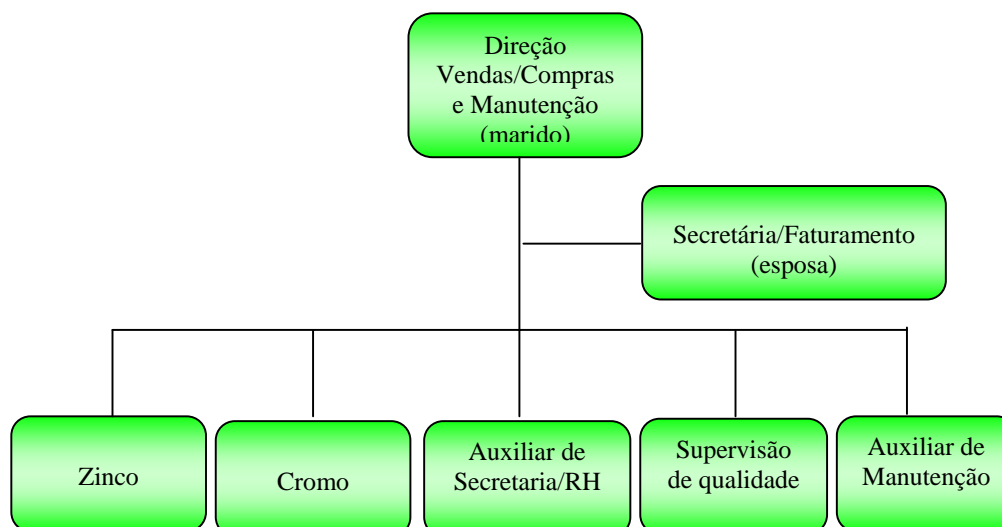 Direção
Vendas/Compras
e Manutenção
(marido)
Secretária/Faturamento
(esposa)
Zinco
Cromo
Auxiliar de
Secretaria/RH
Supervisão
de qualidade
Auxiliar de
Manutenção